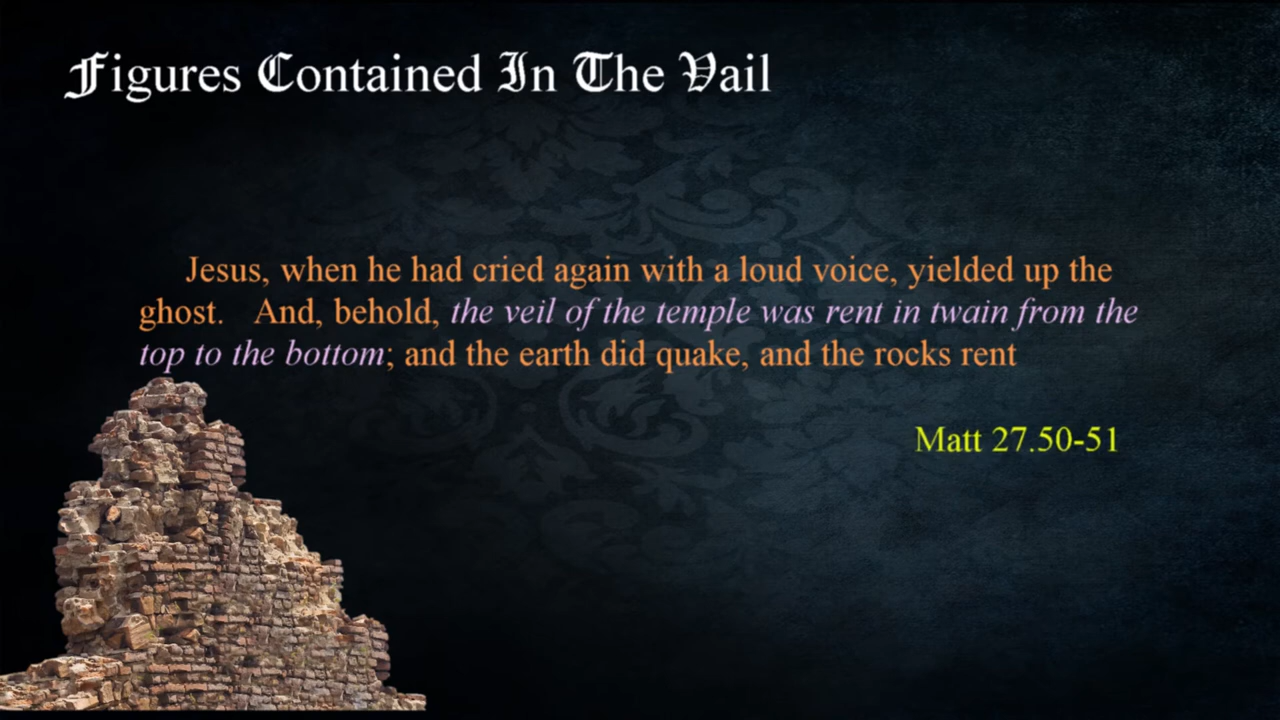 Figures Contained In The Vail
Jesus, when he had cried again with a loud voice, yielded up the
ghost. And, behold, the veil of the temple was rent in twain from the
top to the bottom; and the earth did quake, and the rocks rent
Matt 27.50-51